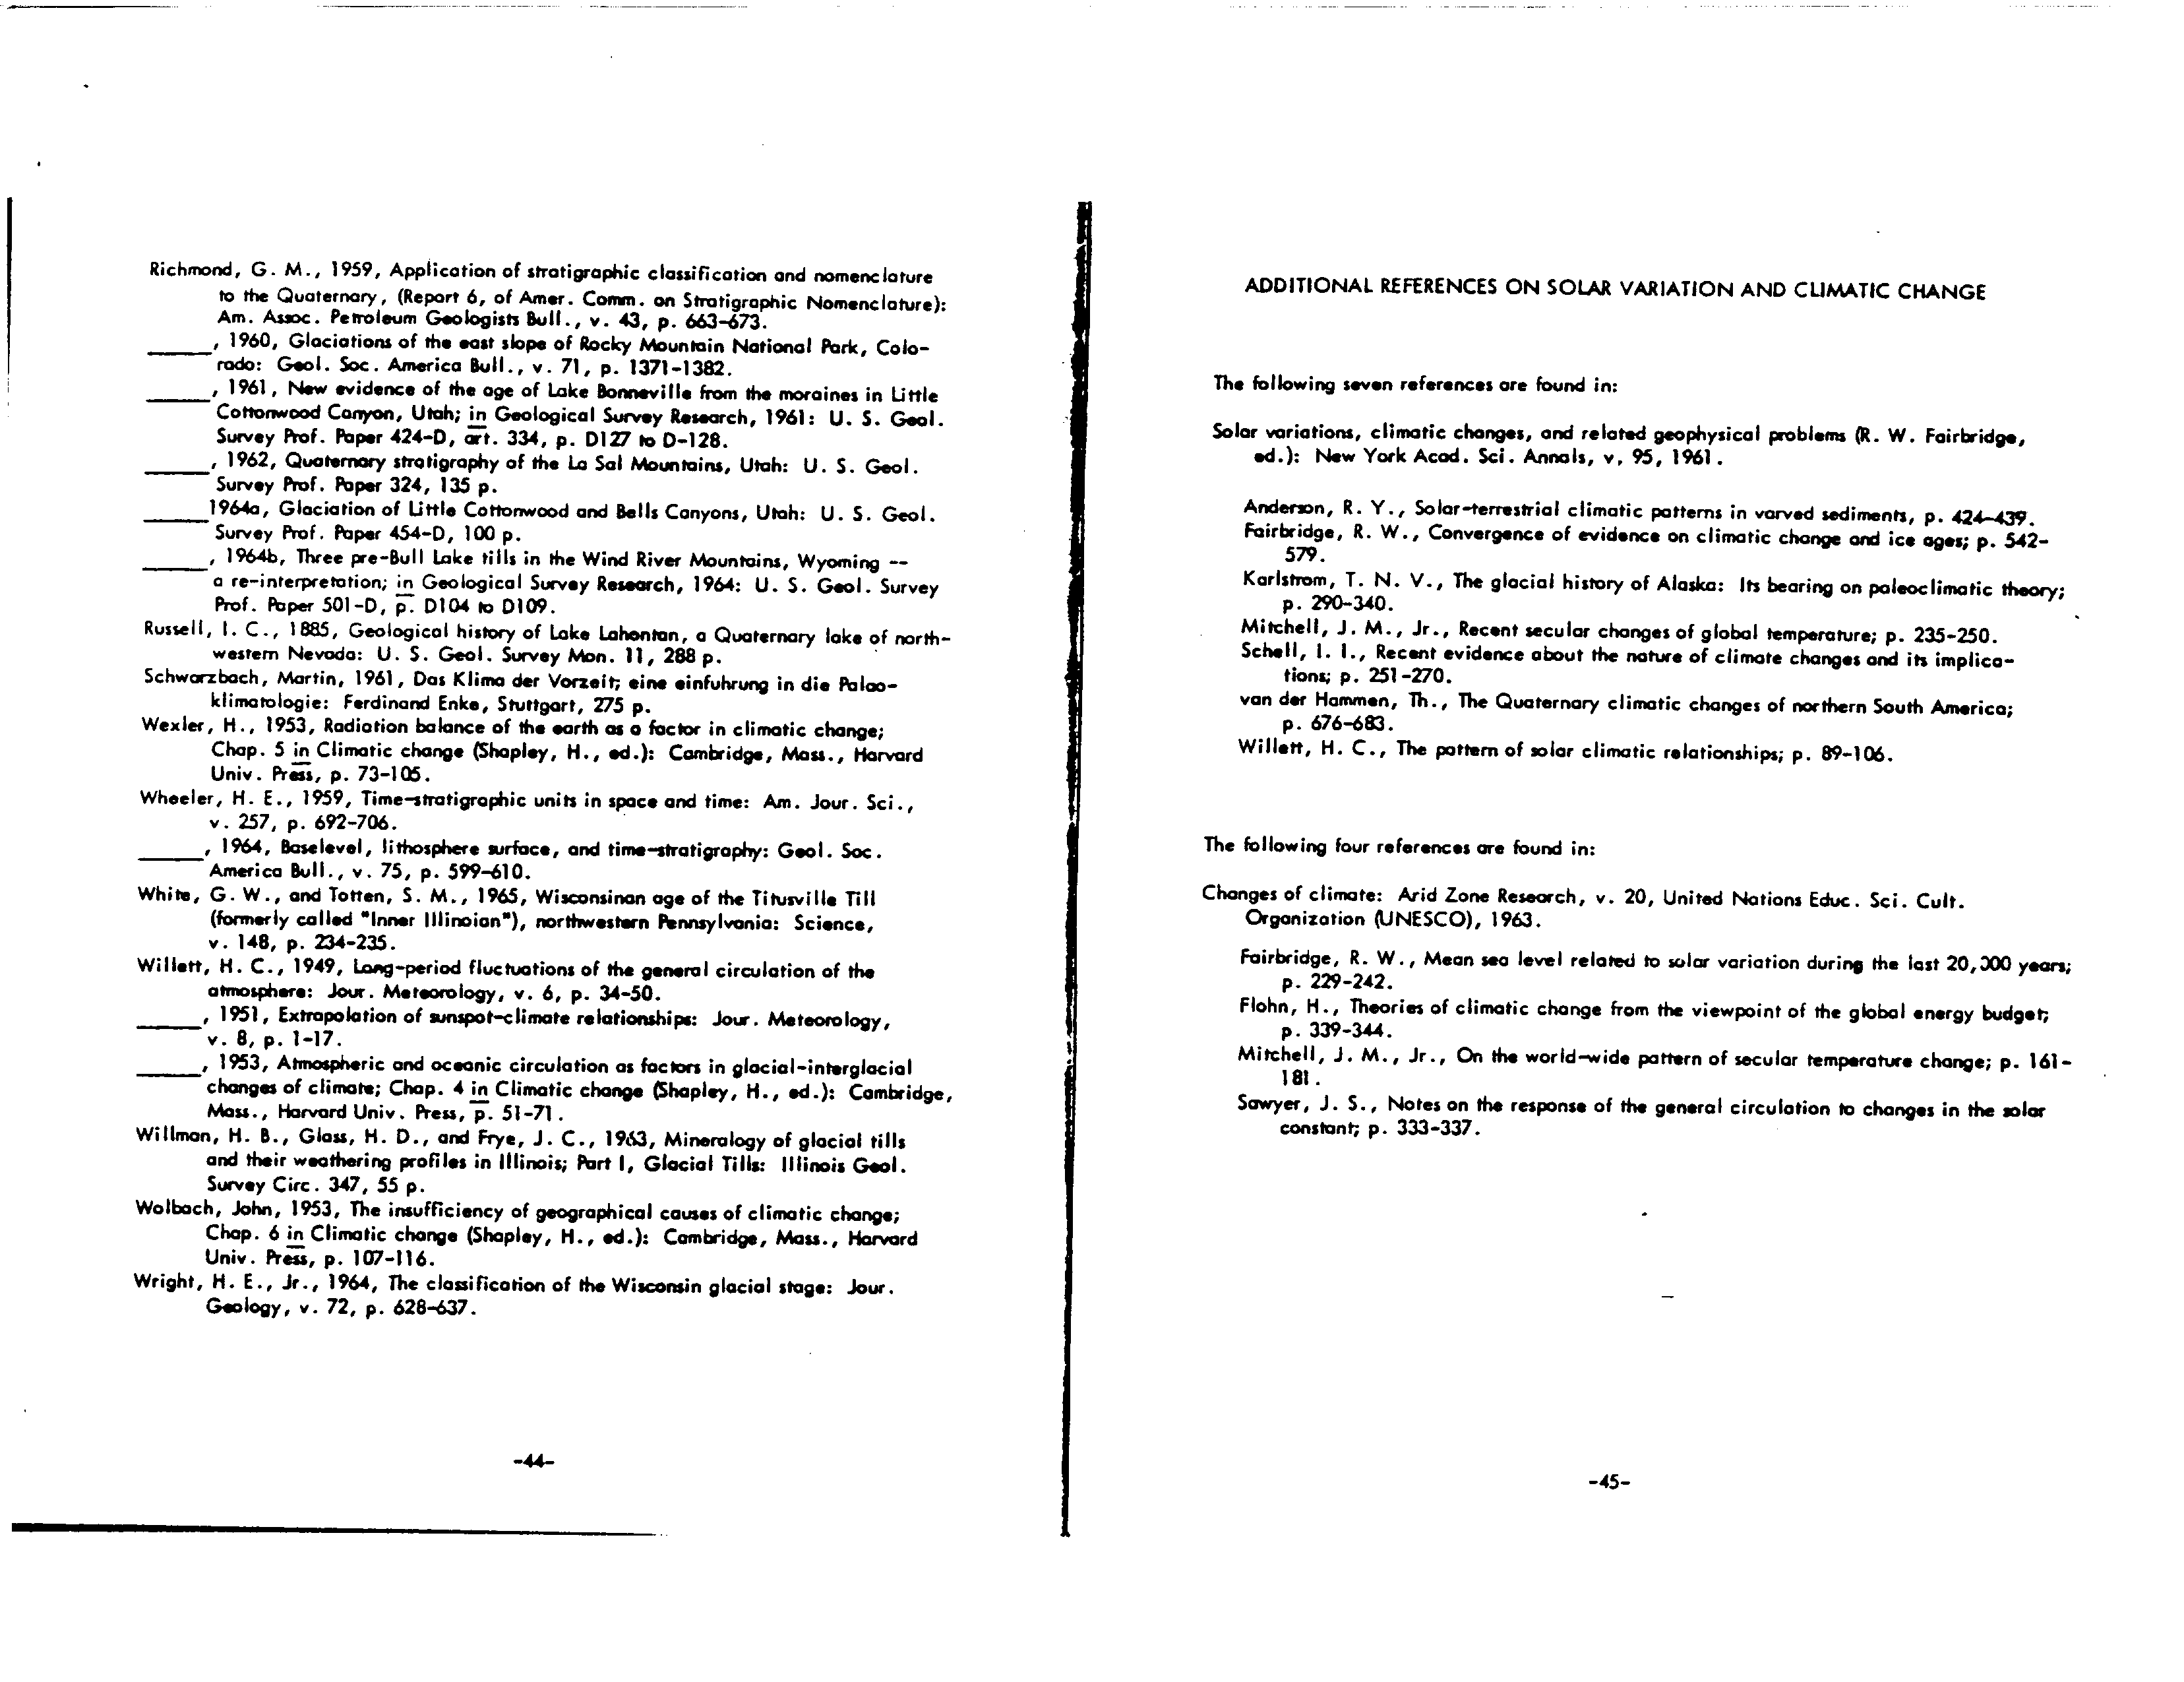 Richmond, G. M., 1959, Application of stratigraphic classification and nomenclature
to the Quaternary, (Report 6, of Amer. Comm. on Stratigraphic Nomenclature):
Am. Assoc. Petroleum Geologists Bull., v. 43, p. 663-673.
_____, 1960, Glaciations of the east slope of Rocky Mountain National Park, Colo-
rado: Geol. Soc. America Bull., v. 71, p. 1371-1382.
_____, 1961, New evidence of the age of Lake Bonneville from the moraines in Little
Cottonwood Canyon, Utah; in Geological Survey Research, 1961: U. S. Geol.
Survey Prof. Paper 424-D, art. 334, p. D127 to D-128.
_____, 1962, Quaternary stratigraphy of the La Sal Mountains, Utah: U. S. Geol.
Survey Prof. Paper 324, 135 p.
_____ 1964a, Glaciation of Little Cottonwood and Bells Canyons, Utah: U. S. Geol.
Survey Prof. Paper 454-D, 100 p.
_____, 1964b, Three pre-Bull Lake tills in the Wind River Mountains, Wyoming --
a re-interpretation; in Geological Survey Research, 1964: U. S. Geol. Survey
Prof. Paper 501-D, p. D104 to D109.
Russell, I. C., 1885, Geological history of Lake Lahontan, a Quaternary lake of north-
western Nevada: U. S. Geol. Survey Mon. 11, 288 p.
Schwarzbach, Martin, 1961, Das Klima der Vorzeit; eine einfuhrung in die Palao-
klimatologie: Ferdinand Enke, Stuttgart, 275 p.
Wexler, H., 1953, Radiation balance of the earth as a factor in climatic change;
Chap. 5 in Climatic change (Shapley, H., ed.): Cambridge, Mass., Harvard
Univ. Press, p. 73-105.
Wheeler, H. E., 1959, Time-stratigraphic units in space and time: Am. Jour. Sci.,
v. 257, p. 692-706.
_____, 1964, Baselevel, lithosphere surface, and time-stratigraphy: Geol. Soc.
America Bull., v. 75, p. 599-610.
White, G. W., and Totten, S. M., 1965, Wisconsinan age of the Titusville Till
(formerly called "Inner Illinoian"), northwestern Pennsylvania: Science,
v. 148, p. 234-235.
Willett, H. C., 1949, Long-period fluctuations of the general circulation of the
atmosphere: Jour. Meteorology, v. 6, p. 34-50.
_____, 1951, Extrapolation of sunspot-climate relationships: Jour. Meteorology,
v. 8, p. 1-17.
_____, 1953, Atmospheric and oceanic circulation as factors in glacial-interglacial
changes of climate; Chap. 4 in Climatic change (Shapley, H., ed.): Cambridge,
Mass., Harvard Univ. Press, p. 51-71.
Willman, H. B., Glass, H. D., and Frye, J. C., 1963, Mineralogy of glacial tills
and their weathering profiles in Illinois; Part I, Glacial Tills: Illinois Geol.
Survey Circ. 347, 55 p.
Wolbach, John, 1953, The insufficiency of geographical causes of climatic change;
Chap. 6 in Climatic change (Shapley, H., ed.): Cambridge, Mass., Harvard
Univ. Press, p. 107-116.
Wright, H. E., Jr., 1964, The classification of the Wisconsin glacial stage: Jour.
Geology, v. 72, p. 628-637.
-44-
ADDITIONAL REFERENCES ON SOLAR VARIATION AND CLIMATIC CHANGE
The following seven references are found in:
Solar variations, climatic changes, and related geophysical problems (R. W. Fairbridge,
ed.): New York Acad. Sci. Annals, v, 95, 1961.
Anderson, R. Y., Solar-terrestrial climatic patterns in varved sediments, p. 424-439.
Fairbridge, R. W., Convergence of evidence on climatic change and ice ages; p. 542-
579.
Karlstrom, T. N. V., The glacial history of Alaska: Its bearing on paleoclimatic theory;
p. 290-340.
Mitchell, J. M., Jr., Recent secular changes of global temperature; p. 235-250.
Schell, I. I., Recent evidence about the nature of climate changes and its implica-
tions; p. 251-270.
van der Hammen, Th., The Quaternary climatic changes of northern South America;
p. 676-683.
Willett, H. C., The pattern of solar climatic relationships; p. 89-106.
The following four references are found in:
Changes of climate: Arid Zone Research, v. 20, United Nations Educ. Sci. Cult.
Organization (UNESCO), 1963.
Fairbridge, R. W., Mean sea level related to solar variation during the last 20,000 years;
p. 229-242.
Flohn, H., Theories of climatic change from the viewpoint of the global energy budget;
p. 339-344.
Mitchell, J. M., Jr., On the world-wide pattern of secular temperature change; p. 161-
181.
Sawyer, J. S., Notes on the response of the general circulation to changes in the solar
constant; p. 333-337.
-45-